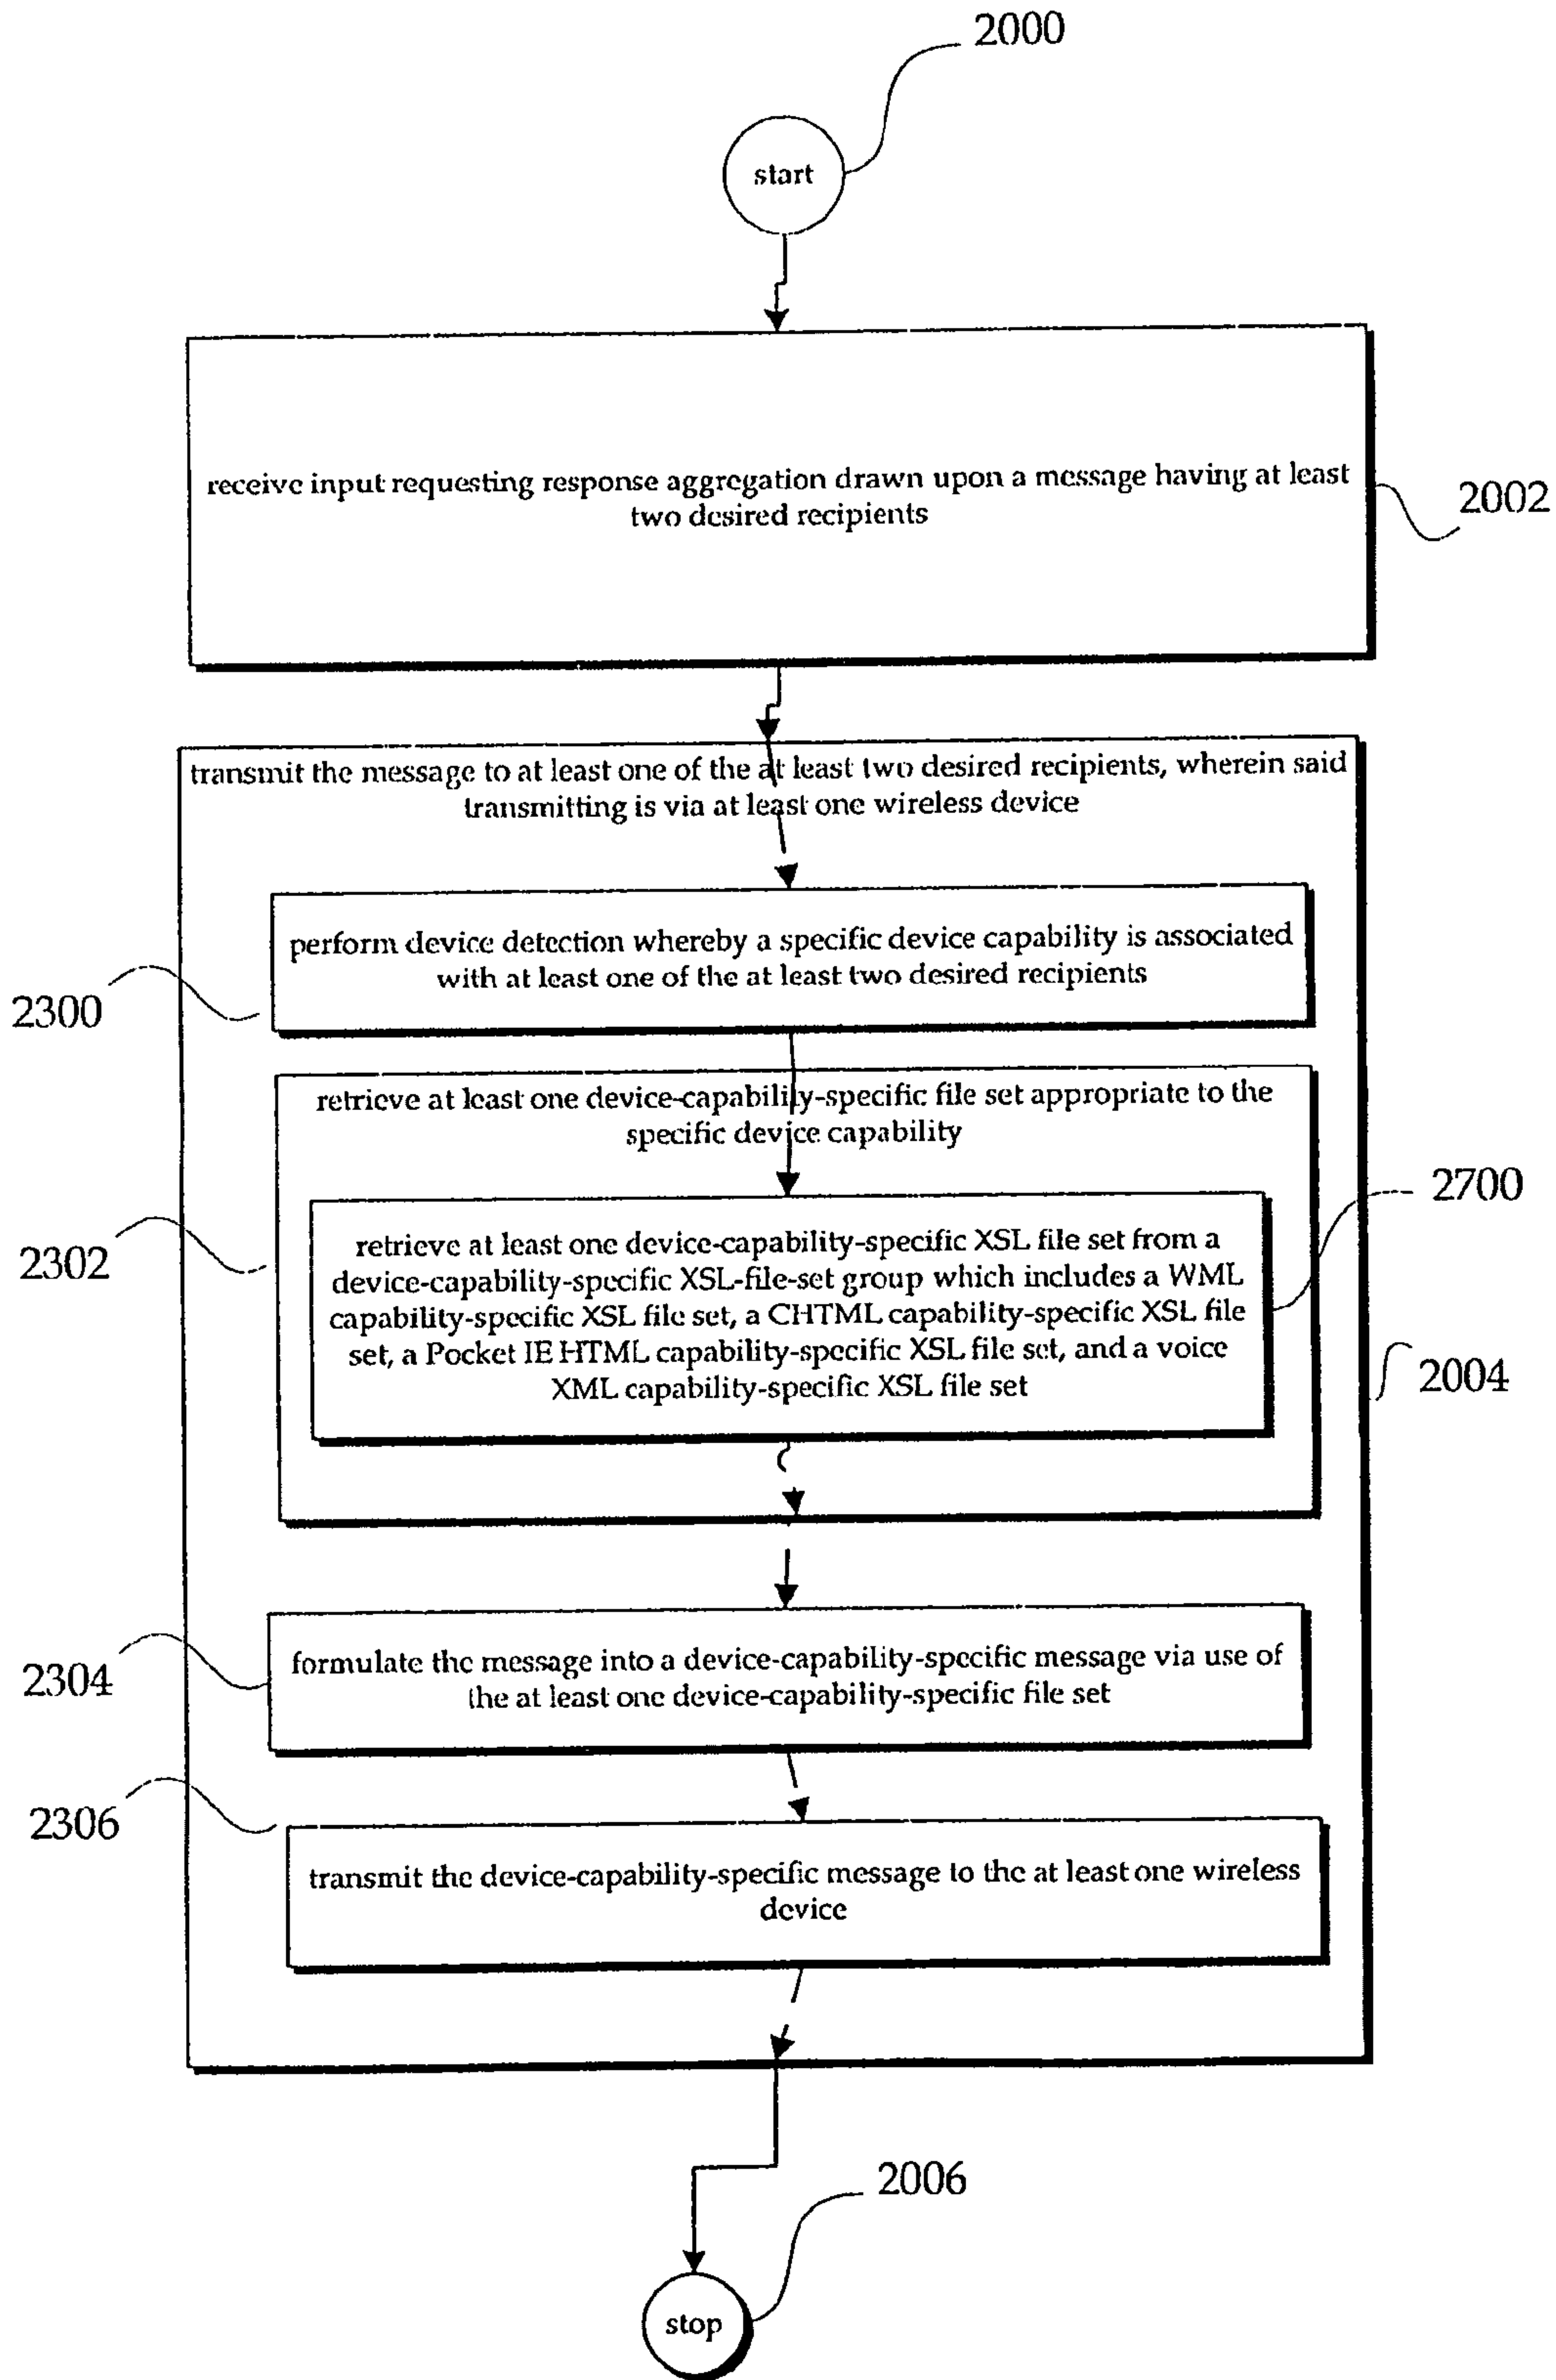 2000
start
receive input requesting response aggregation drawn upon a message having at least
two desired recipients
2002
transmit the message to at least one of the at least two desired recipients, wherein said
transmitting is via at least one wireless device
perform device detection whereby a specific device capability is associated
with at least one of the at least two desired recipients
2300
retrieve at least one device-capability-specific file set appropriate to the
specific device capability
2700
retrieve at least one device-capability-specific XSL file set from a
device-capability-specific XSL-file-set group which includes a WML
capability-specific XSL file set, a CHTML capability-specific XSL file
set, a Pocket IE HTML capability-specific XSL file set, and a voice
XML capability-specific XSL file set
2302
2004
formulate the message into a device-capability-specific message via use of
the at least one device-capability-specific file set
2304
2306
transmit the device-capability-specific message to the at least one wireless
device
2006
stop